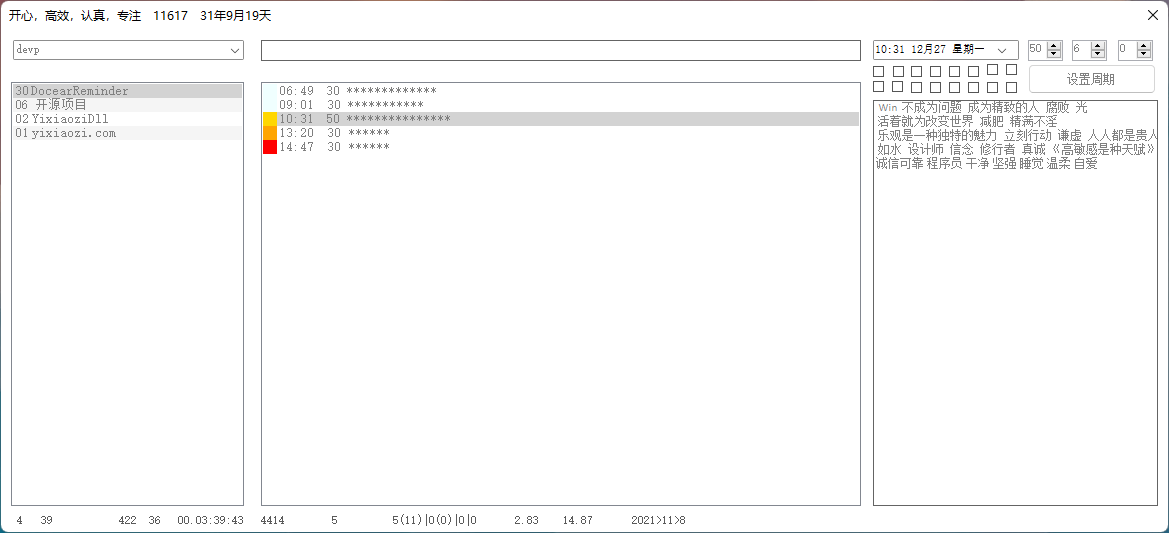 开心，高效，认真，专注 11617 31年9月19天
devp
10:31 12月27 星期一
50 6 0
设置周期
30DocearReminder
06 开源项目
02YixiaoziDll
01yixiaozi.com
06:49 30 *************
09:01 30 ***********
10:31 50 ***************
13:20 30 ******
14:47 30 ******
Win 不成为问题 成为精致的人 腐败 光
活着就为改变世界 减肥 精满不淫
乐观是一种独特的魅力 立刻行动 谦虚 人人都是贵人
如水 设计师 信念 修行者 真诚 《高敏感是种天赋》
诚信可靠 程序员 干净 坚强 睡觉 温柔 自爱
4 39 422 36 00.03:39:43 4414 5 5(11)|0(0)|0|0 2.83 14.87 2021>11>8